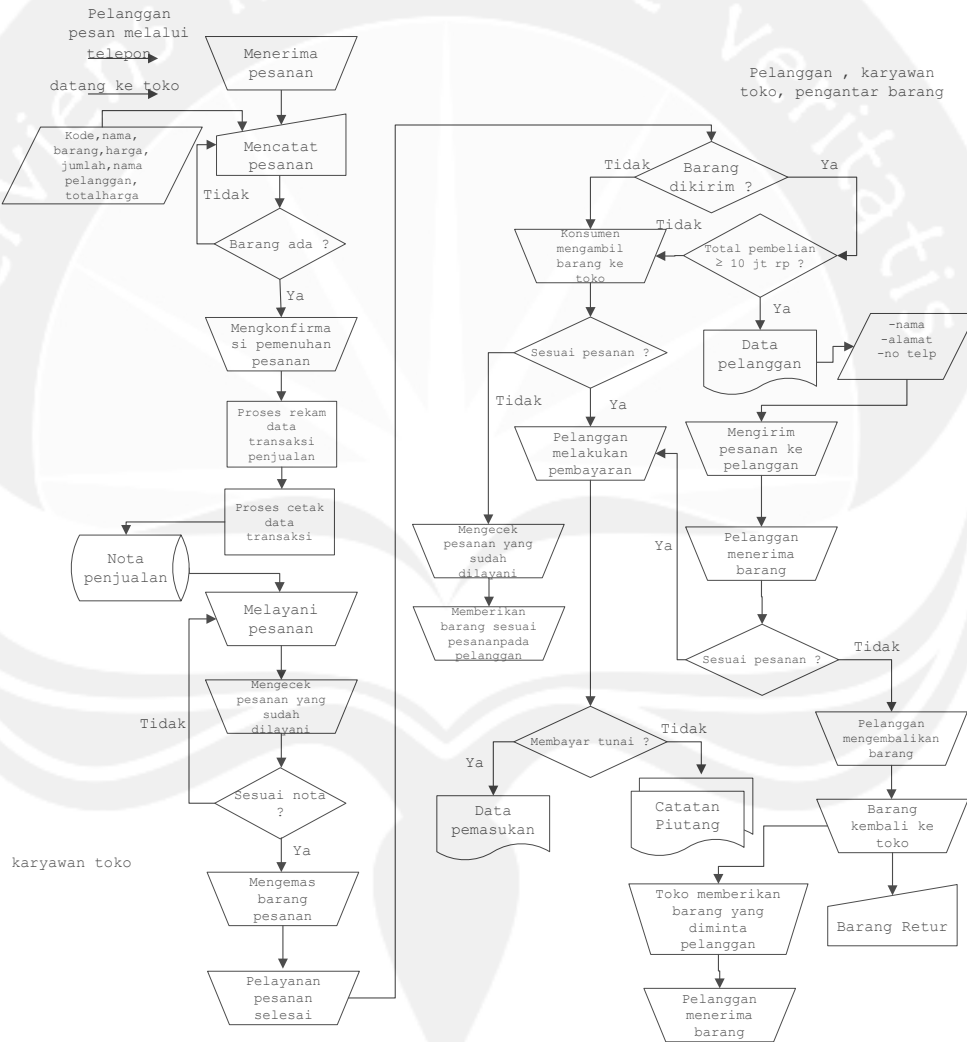 Pelanggan
pesan melalui
telepon
datang ke toko
Menerima
pesanan
Kode,nama,
barang,harga,
jumlah,nama
pelanggan,
totalharga
Mencatat
pesanan
Tidak
Barang ada ?
Ya
Mengkonfirma
si pemenuhan
pesanan
Proses rekam
data
transaksi
penjualan
Proses cetak
data
transaksi
Nota
penjualan
Melayani
pesanan
Mengecek
pesanan yang
sudah
dilayani
Tidak
Sesuai nota
?
Ya
karyawan toko
Mengemas
barang
pesanan
Pelayanan
pesanan
selesai
Pelanggan , karyawan
toko, pengantar barang
Tidak
Barang
dikirim ?
Ya
Konsumen
mengambil
barang ke
toko
Tidak
Total pembelian
≥ 10 jt rp ?
Ya
Data
pelanggan
-nama
-alamat
-no telp
Sesuai pesanan ?
Tidak
Ya
Pelanggan
melakukan
pembayaran
Mengirim
pesanan ke
pelanggan
Mengecek
pesanan yang
sudah
dilayani
Memberikan
barang sesuai
pesananpada
pelanggan
Ya
Pelanggan
menerima
barang
Sesuai pesanan ?
Tidak
Membayar tunai ?
Ya
Tidak
Data
pemasukan
Catatan
Piutang
Pelanggan
mengembalikan
barang
Barang
kembali ke
toko
Toko memberikan
barang yang
diminta
pelanggan
Barang Retur
Pelanggan
menerima
barang
veritatis